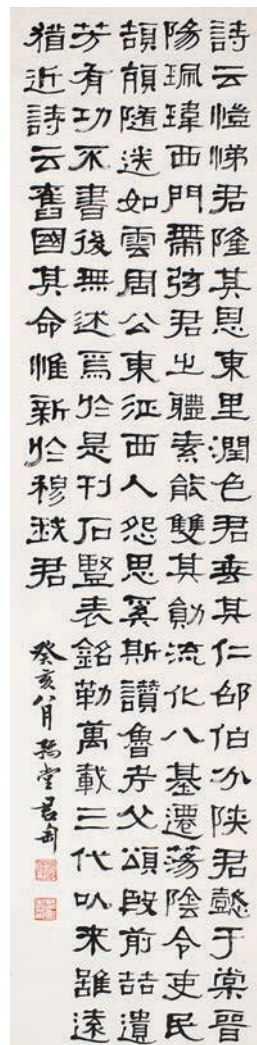 詩云愷悌君隆其恩東里潤色君垂其仁邵伯分陝君懿于棠晉
陽珮瑋西門帶弦君之體素能雙其勛流化八基遷蕩陰令吏民
頡頏隨送如雲周公東征西人怨思奚斯讚魯考父頌殷前喆遺
芳有功不書後無述焉於是刊石豎表銘勒萬載三代以來雖遠
猶近詩云舊國其命惟新於穆我君
癸亥八月豫堂君匋